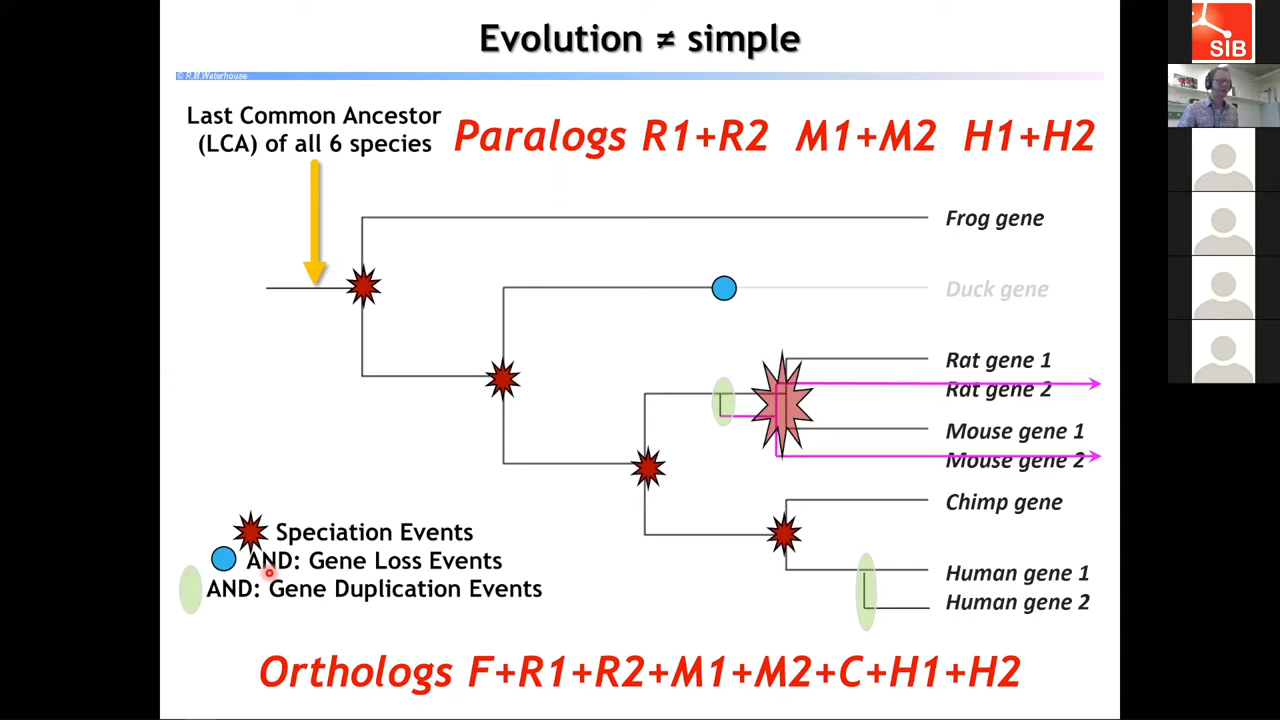 Evolution ≠ simple
© R.M.Waterhouse
Last Common Ancestor
(LCA) of all 6 species
Paralogs R1+R2 M1+M2 H1+H2
Frog gene
Duck gene
Rat gene 1
Rat gene 2
Mouse gene 1
Mouse gene 2
Chimp gene
Human gene 1
Human gene 2
Speciation Events
AND: Gene Loss Events
AND: Gene Duplication Events
Orthologs F+R1+R2+M1+M2+C+H1+H2
SIB